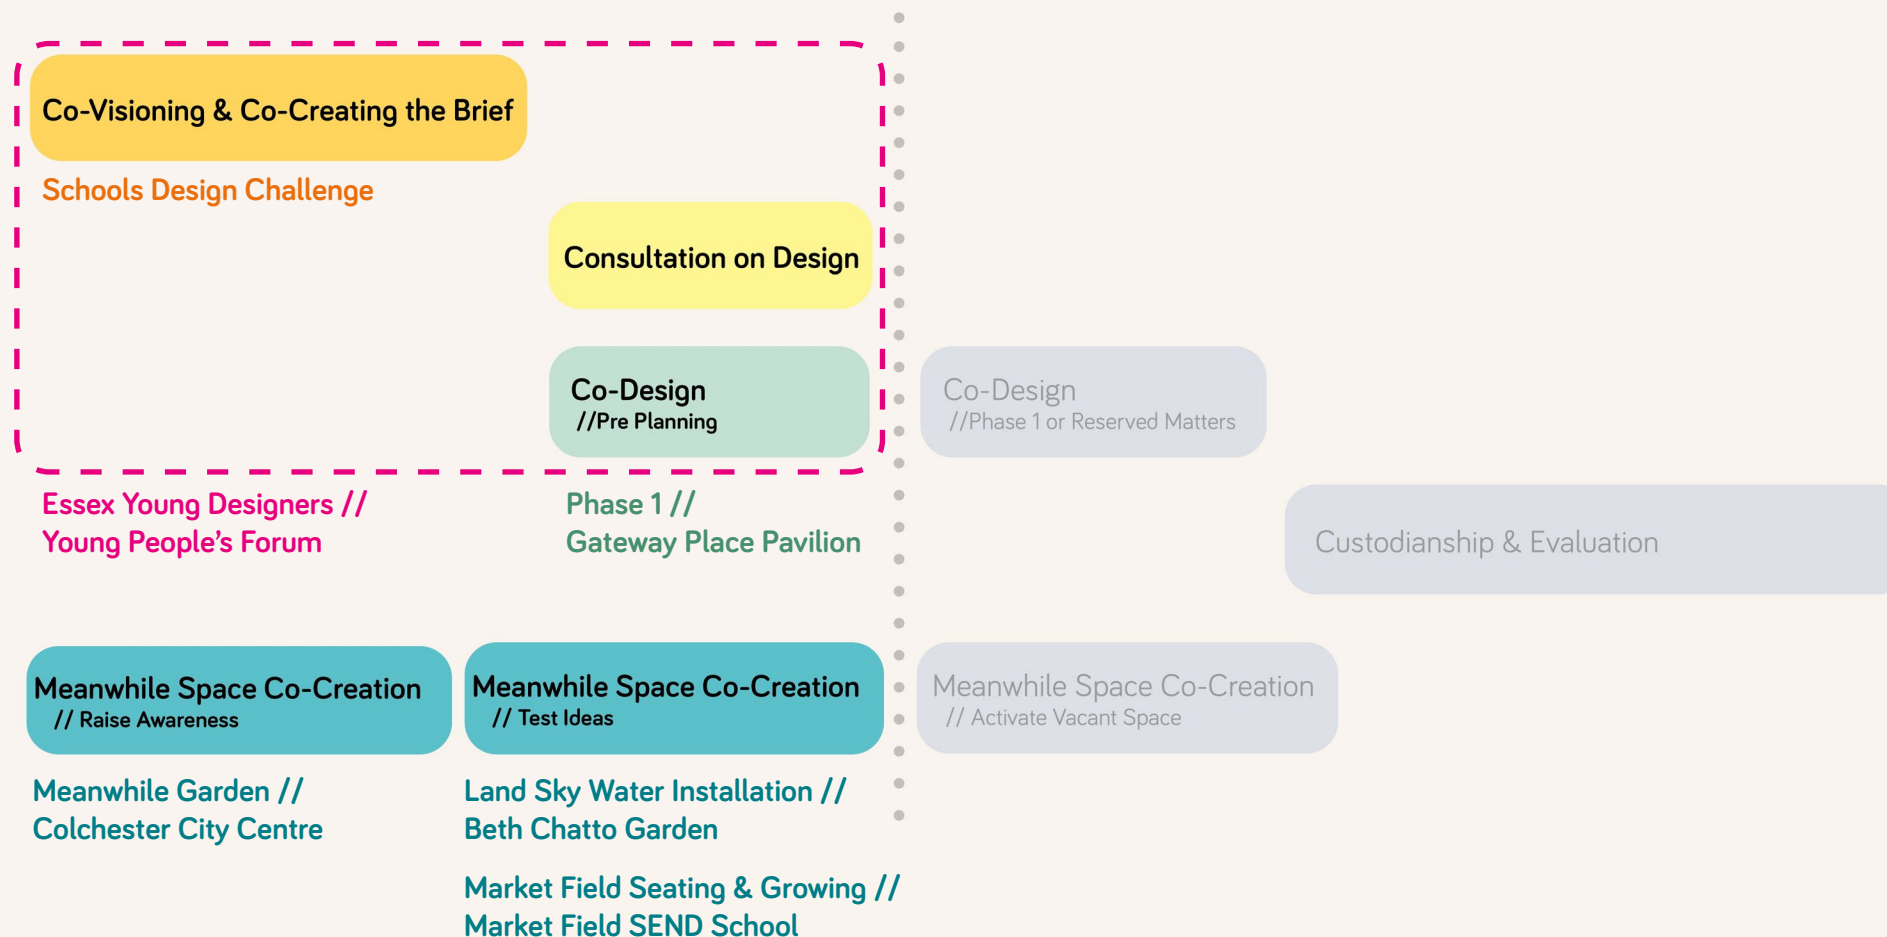 Co-Visioning & Co-Creating the Brief
Schools Design Challenge
Consultation on Design
Co-Design
//Pre Planning
Co-Design
//Phase 1 or Reserved Matters
Essex Young Designers //
Young People's Forum
Phase 1 //
Gateway Place Pavilion
Custodianship & Evaluation
Meanwhile Space Co-Creation
// Raise Awareness
Meanwhile Space Co-Creation
// Test Ideas
Meanwhile Space Co-Creation
// Activate Vacant Space
Meanwhile Garden //
Colchester City Centre
Land Sky Water Installation //
Beth Chatto Garden
Market Field Seating & Growing //
Market Field SEND School